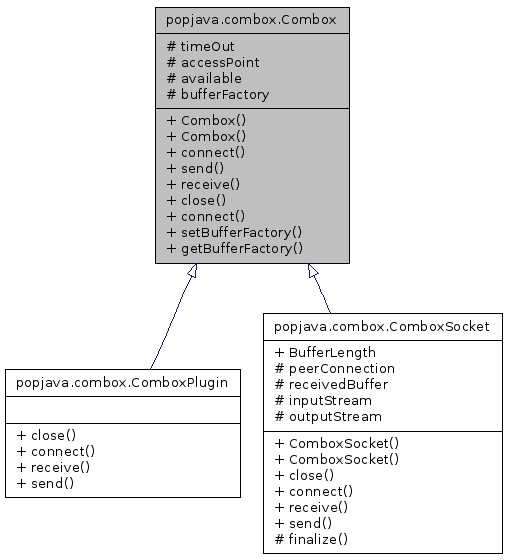 popjava.combox.Combox
# timeOut
# accessPoint
# available
# bufferFactory
+ Combox()
+ Combox()
+ connect()
+ send()
+ receive()
+ close()
+ connect()
+ setBufferFactory()
+ getBufferFactory()
popjava.combox.ComboxPlugin
+ close()
+ connect()
+ receive()
+ send()
popjava.combox.ComboxSocket
+ BufferLength
# peerConnection
# receivedBuffer
# inputStream
# outputStream
+ ComboxSocket()
+ ComboxSocket()
+ close()
+ connect()
+ receive()
+ send()
# finalize()